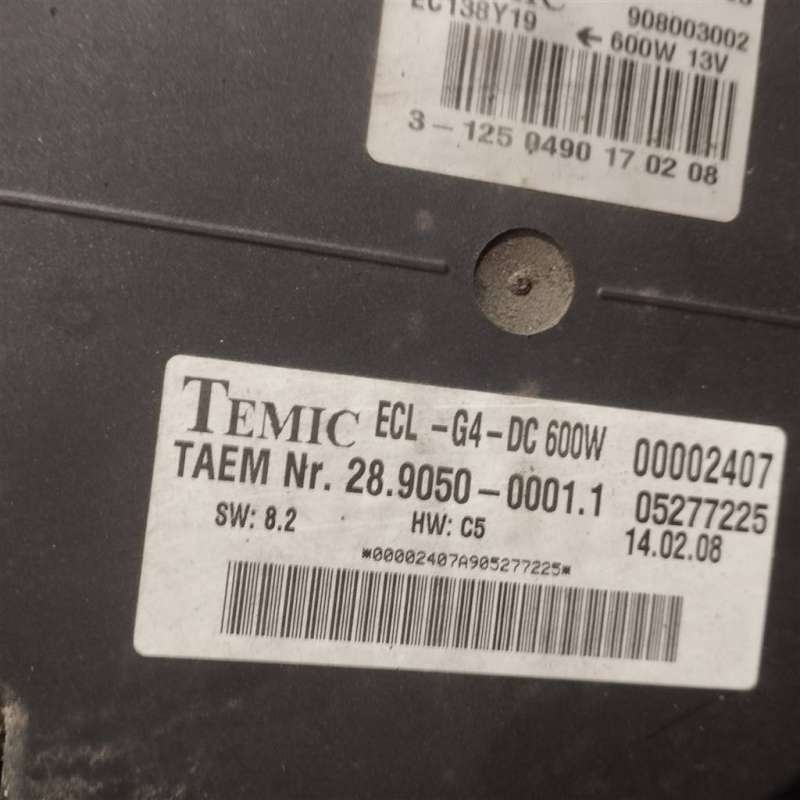 EC138Y19 908003002
← 600W 13V
3-125 0490 17 02 08
TEMIC ECL -G4-DC 600W 00002407
TAEM Nr. 28.9050-0001.1 05277225
SW: 8.2 HW: C5 14.02.08
*00002407A905277225*